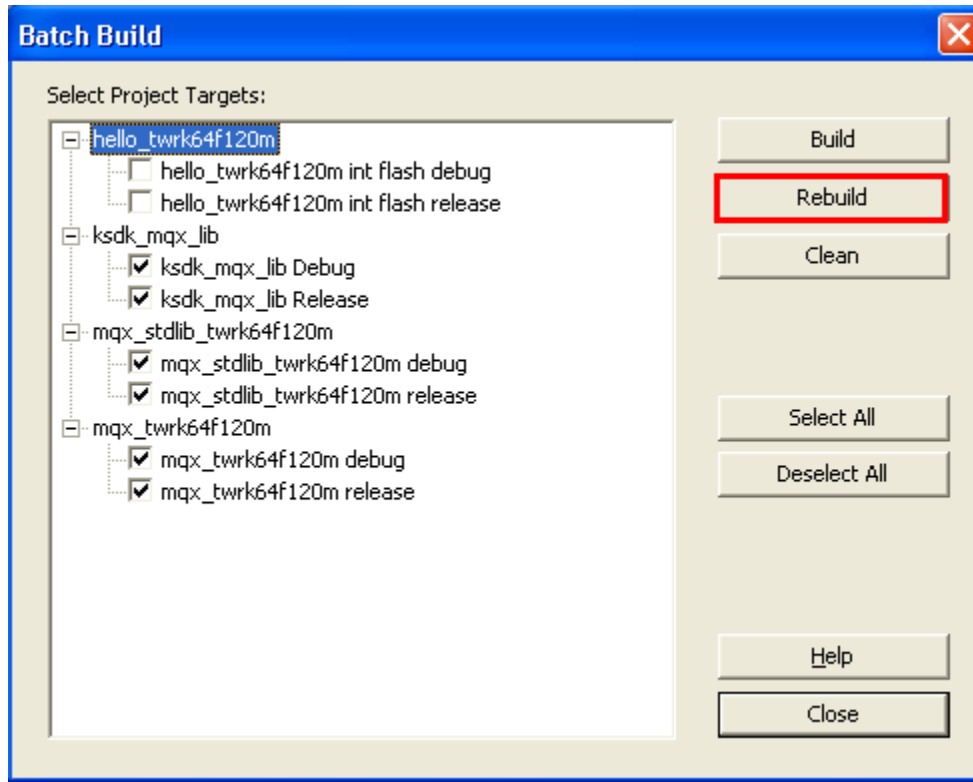 Batch Build
Select Project Targets:
hello_twrk64f120m
hello_twrk64f120m int flash debug
hello_twrk64f120m int flash release
ksdk_mqx_lib
ksdk_mqx_lib Debug
ksdk_mqx_lib Release
mqx_stdlib_twrk64f120m
mqx_stdlib_twrk64f120m debug
mqx_stdlib_twrk64f120m release
mqx_twrk64f120m
mqx_twrk64f120m debug
mqx_twrk64f120m release
Build
Rebuild
Clean
Select All
Deselect All
Help
Close